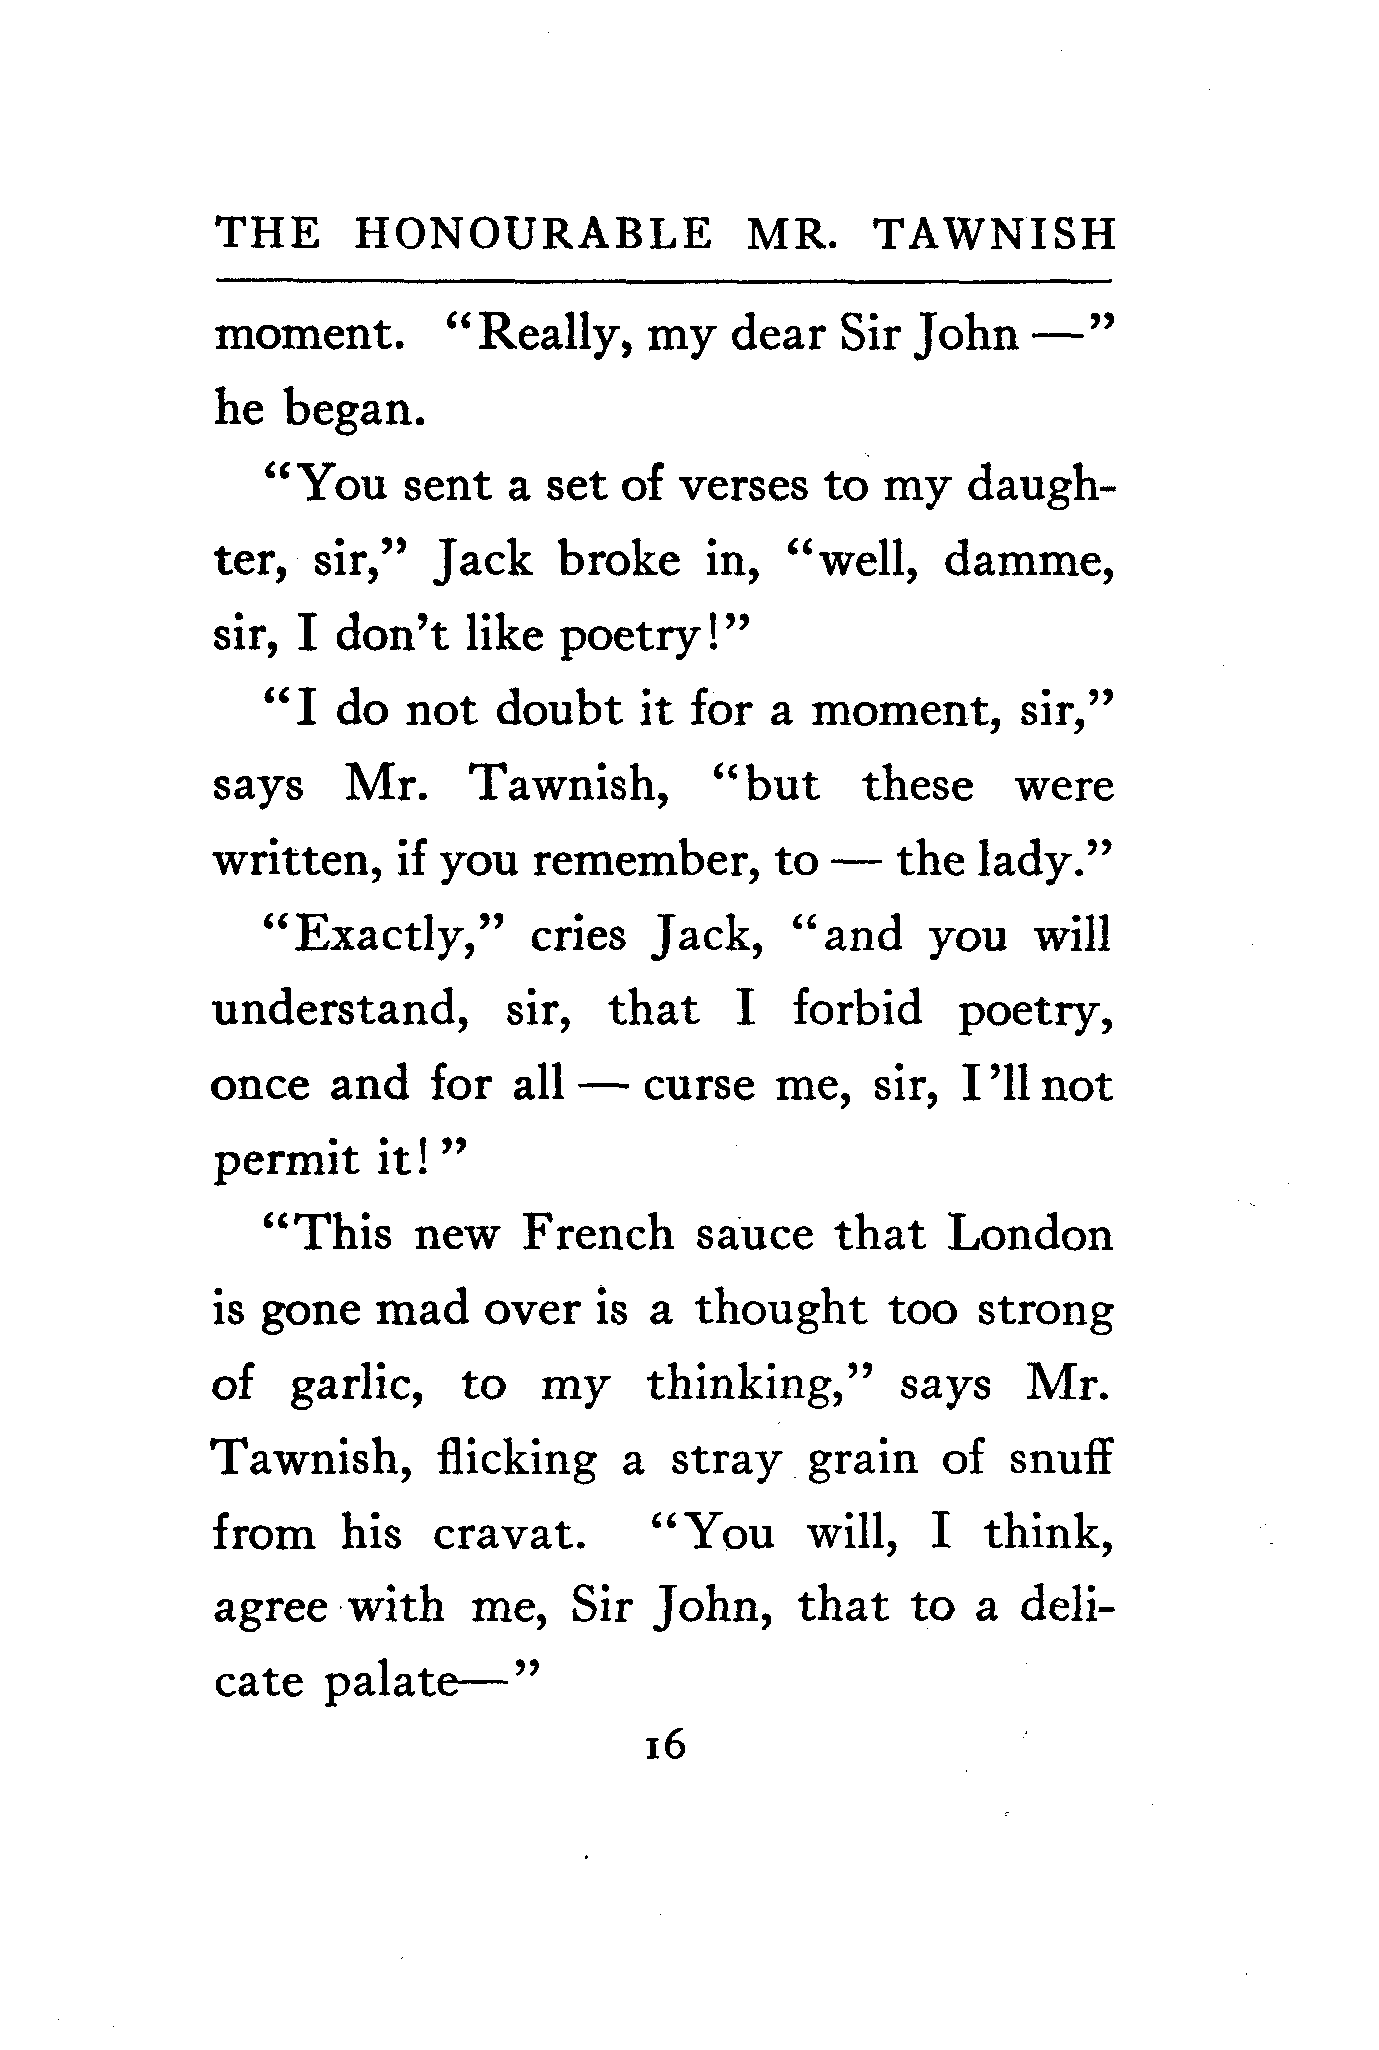 THE HONOURABLE MR. TAWNISH
moment. “Really, my dear Sir John —”
he began.
“You sent a set of verses to my daugh-
ter, sir,” Jack broke in, “well, damme,
sir, I don’t like poetry!”
“I do not doubt it for a moment, sir,”
says Mr. Tawnish, “but these were
written, if you remember, to — the lady.”
“Exactly,” cries Jack, “and you will
understand, sir, that I forbid poetry,
once and for all — curse me, sir, I’ll not
permit it!”
“This new French sauce that London
is gone mad over is a thought too strong
of garlic, to my thinking,” says Mr.
Tawnish, flicking a stray grain of snuff
from his cravat. “You will, I think,
agree with me, Sir John, that to a deli-
cate palate—”
16